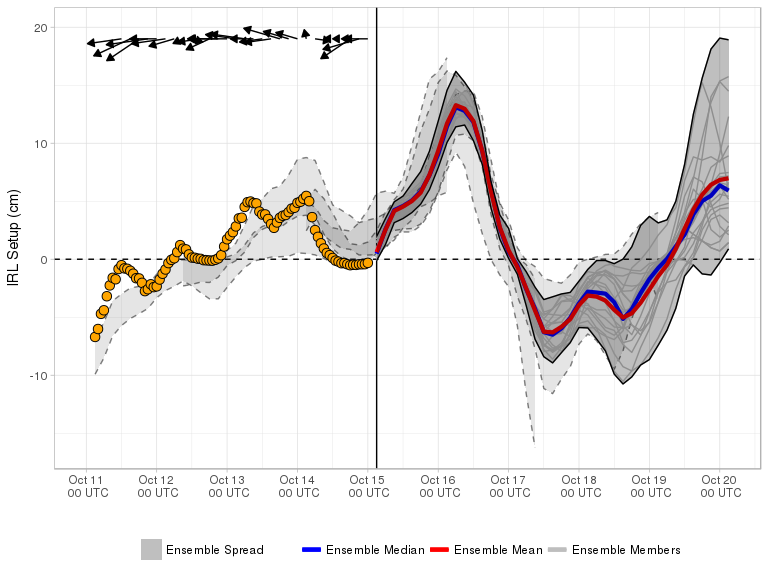 20
10
0
-10
IRL Setup (cm)
Oct 11 Oct 12 Oct 13 Oct 14 Oct 15 Oct 16 Oct 17 Oct 18 Oct 19 Oct 20
00 UTC 00 UTC 00 UTC 00 UTC 00 UTC 00 UTC 00 UTC 00 UTC 00 UTC 00 UTC
Ensemble Spread Ensemble Median Ensemble Mean Ensemble Members